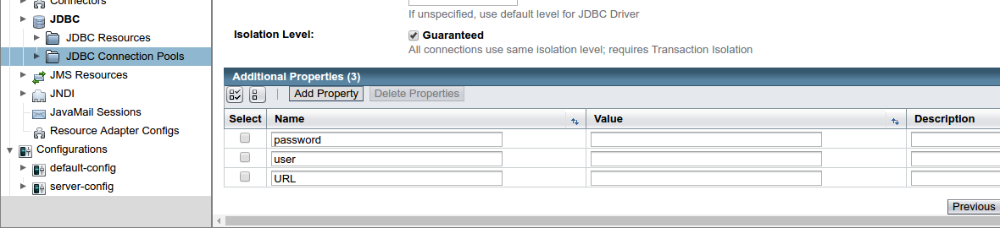 Connectors
JDBC
JDBC Resources
JDBC Connection Pools
JMS Resources
JNDI
JavaMail Sessions
Resource Adapter Configs
Configurations
default-config
server-config
If unspecified, use default level for JDBC Driver
Isolation Level: Guaranteed
All connections use same isolation level; requires Transaction Isolation
Additional Properties (3)
Add Property Delete Properties
Select Name Value Description
password
user
URL
Previous